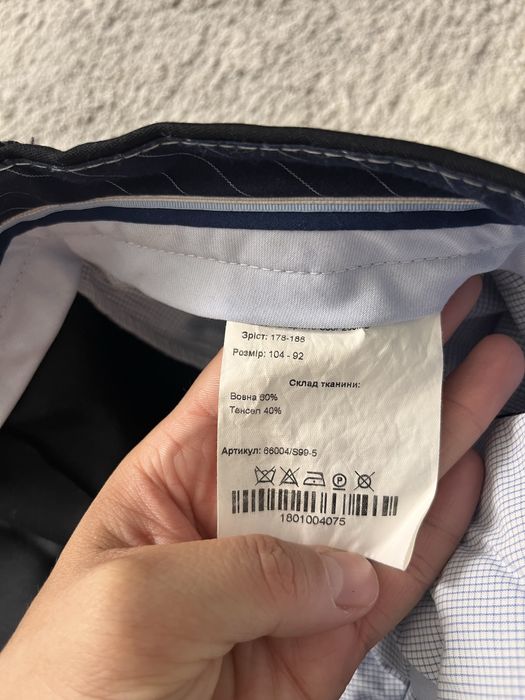 Зріст: 178-188
Розмір: 104 - 92
Склад тканини:
Вовна 60%
Тенсел 40%
Артикул: 66004/S99-5
1801004075